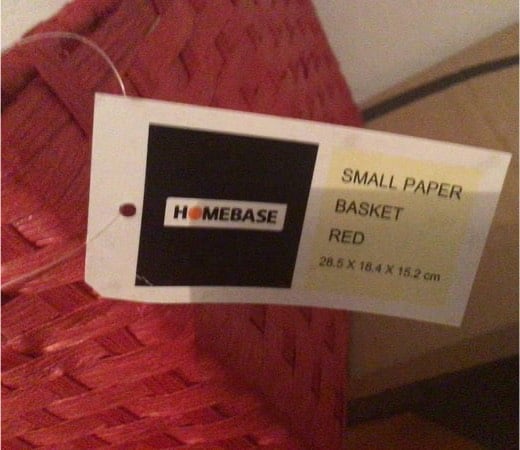 HOMEBASE
SMALL PAPER
BASKET
RED
28.5 X 18.4 X 15.2 cm